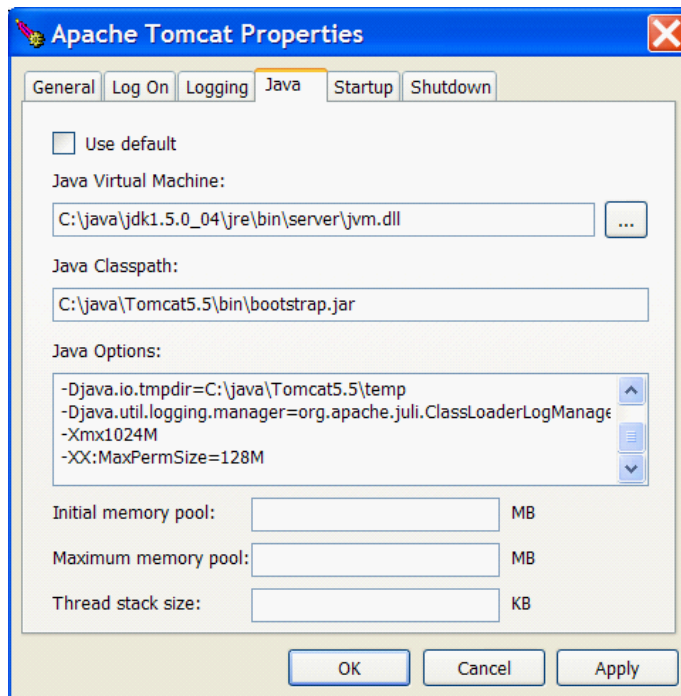 Apache Tomcat Properties
General Log On Logging Java Startup Shutdown
Use default
Java Virtual Machine:
C:\java\jdk1.5.0_04\jre\bin\server\jvm.dll
...
Java Classpath:
C:\java\Tomcat5.5\bin\bootstrap.jar
Java Options:
-Djava.io.tmpdir=C:\java\Tomcat5.5\temp
-Djava.util.logging.manager=org.apache.juli.ClassLoaderLogManage
-Xmx1024M
-XX:MaxPermSize=128M
Initial memory pool: MB
Maximum memory pool: MB
Thread stack size: KB
OK Cancel Apply